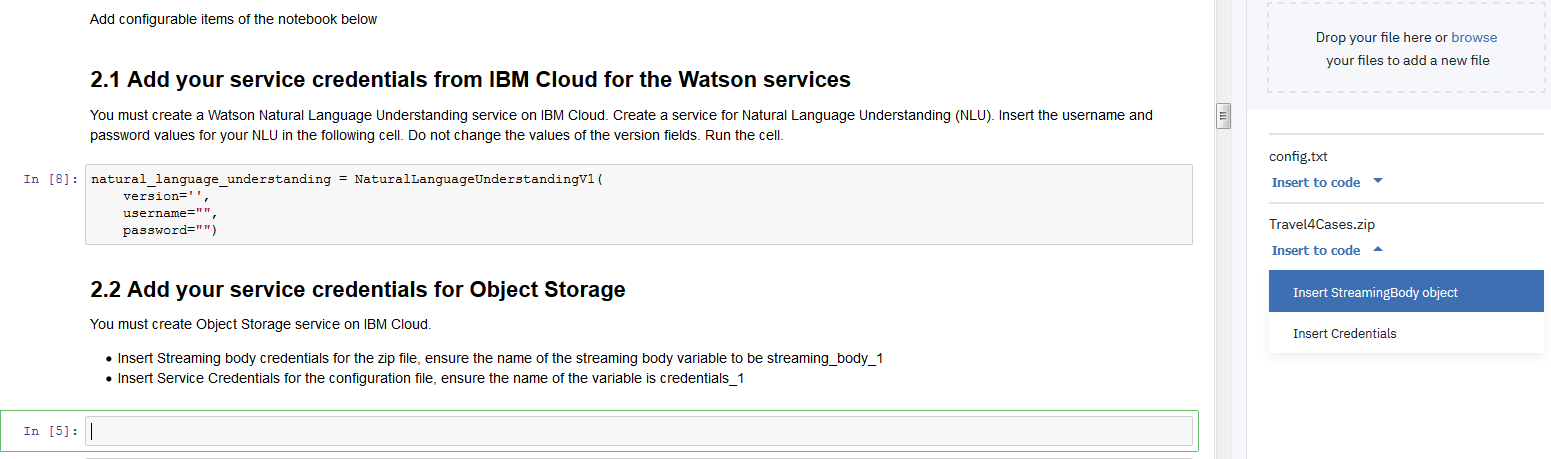 Add configurable items of the notebook below
2.1 Add your service credentials from IBM Cloud for the Watson services
You must create a Watson Natural Language Understanding service on IBM Cloud. Create a service for Natural Language Understanding (NLU). Insert the username and
password values for your NLU in the following cell. Do not change the values of the version fields. Run the cell.
In [8]:
natural_language_understanding = NaturalLanguageUnderstandingV1(
    version='',
    username="",
    password="")
2.2 Add your service credentials for Object Storage
You must create Object Storage service on IBM Cloud.
• Insert Streaming body credentials for the zip file, ensure the name of the streaming body variable to be streaming_body_1
• Insert Service Credentials for the configuration file, ensure the name of the variable is credentials_1
In [5]:
Drop your file here or browse
your files to add a new file
config.txt
Insert to code
Travel4Cases.zip
Insert to code
Insert StreamingBody object
Insert Credentials